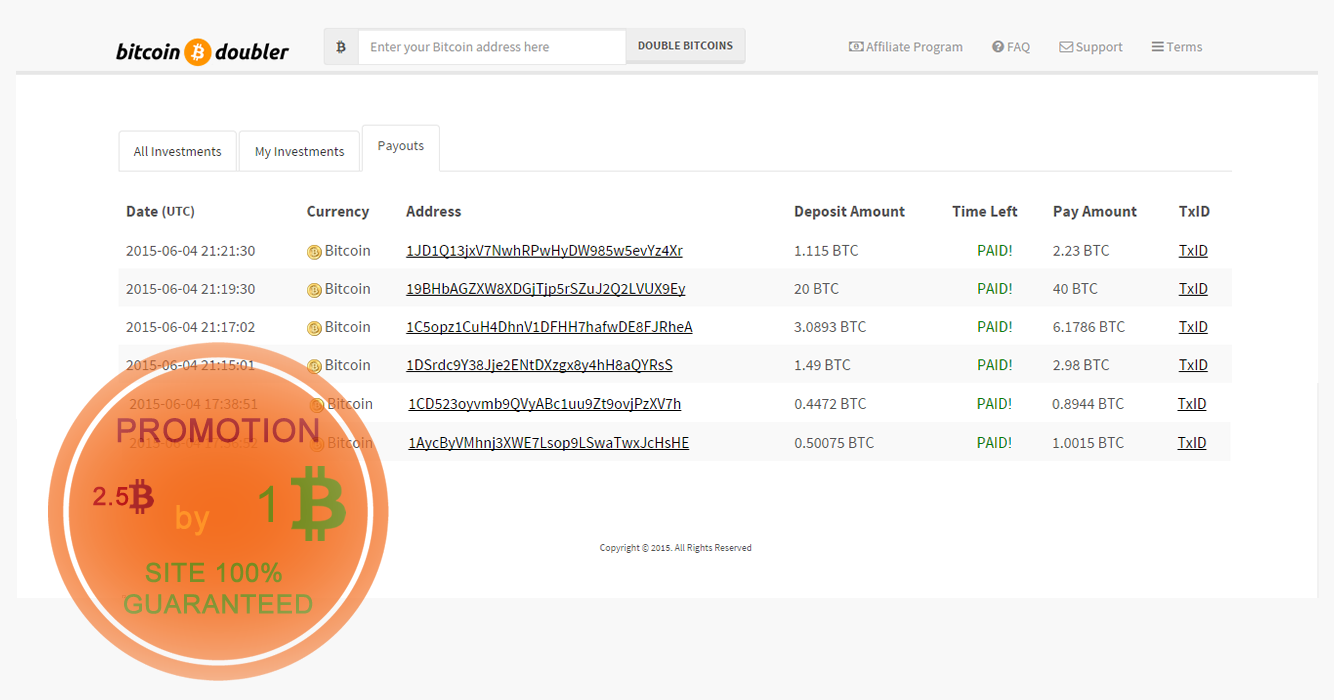 bitcoin doubler Enter your Bitcoin address here DOUBLE BITCOINS Affiliate Program FAQ Support Terms
All Investments My Investments Payouts
Date (UTC) Currency Address Deposit Amount Time Left Pay Amount TxID
2015-06-04 21:21:30 Bitcoin 1JD1Q13jxV7NwhRPwHyDW985w5evYz4Xr 1.115 BTC PAID! 2.23 BTC TxID
2015-06-04 21:19:30 Bitcoin 19BHbAGZXW8XDGjTjp5rSZuJ2Q2LVUX9Ey 20 BTC PAID! 40 BTC TxID
2015-06-04 21:17:02 Bitcoin 1C5opz1CuH4DhnV1DFHH7hafwDE8FJRheA 3.0893 BTC PAID! 6.1786 BTC TxID
2015-06-04 21:15:01 Bitcoin 1DSrdc9Y38Jje2ENtDXzgx8y4hH8aQYRsS 1.49 BTC PAID! 2.98 BTC TxID
2015-06-04 17:38:51 Bitcoin 1CD523oyvmb9QVyABc1uu9Zt9ovjPzXV7h 0.4472 BTC PAID! 0.8944 BTC TxID
Bitcoin 1AycByVMhnj3XWE7Lsop9LSwaTwxJcHsHE 0.50075 BTC PAID! 1.0015 BTC TxID
PROMOTION
2.5₿ by 1 ₿
SITE 100%
GUARANTEED
Copyright © 2015. All Rights Reserved